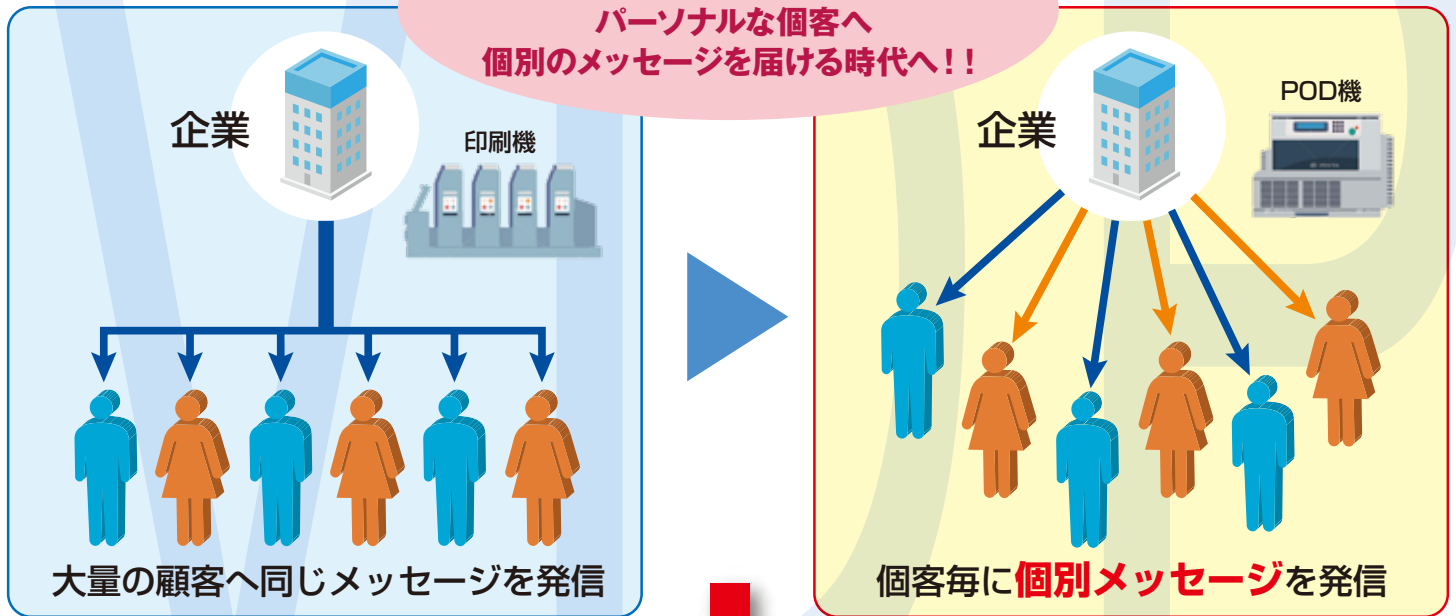 パーソナルな個客へ
個別のメッセージを届ける時代へ!!
企業
印刷機
大量の顧客へ同じメッセージを発信
企業
POD機
個客毎に個別メッセージを発信